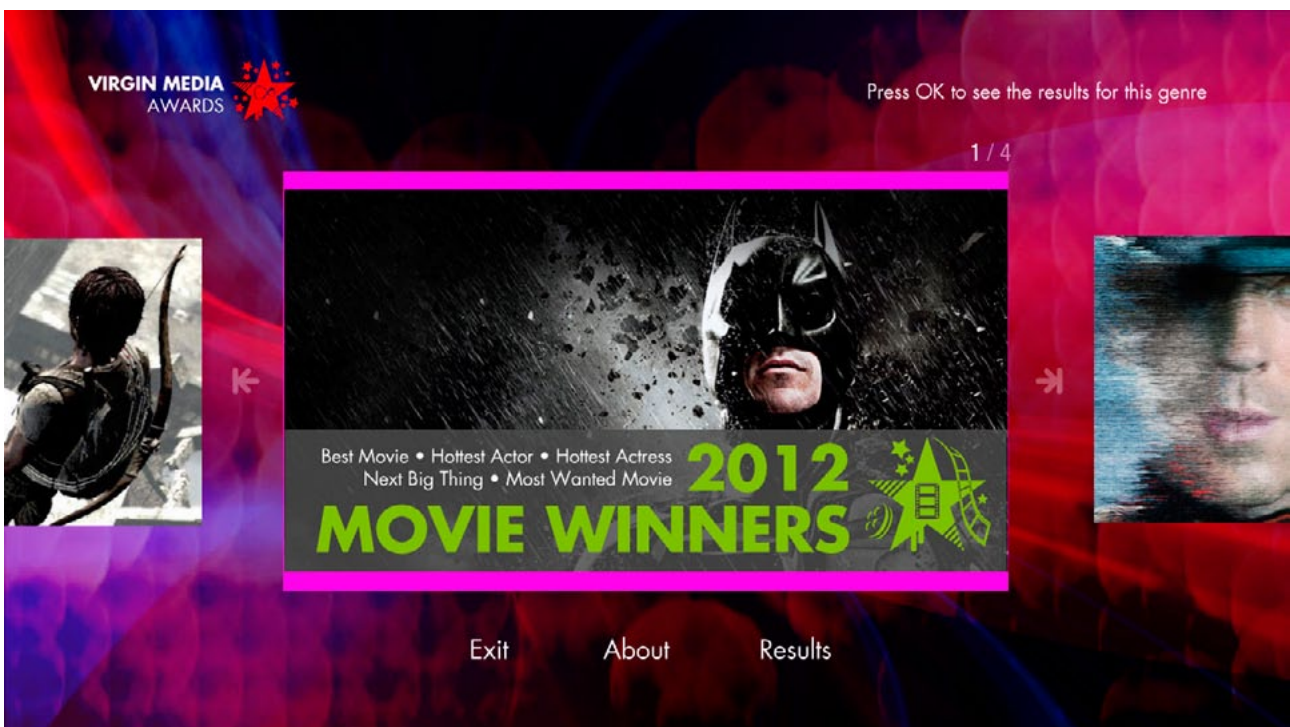 VIRGIN MEDIA
AWARDS
Press OK to see the results for this genre
1 / 4
Best Movie • Hottest Actor • Hottest Actress
Next Big Thing • Most Wanted Movie
2012
MOVIE WINNERS
Exit
About
Results